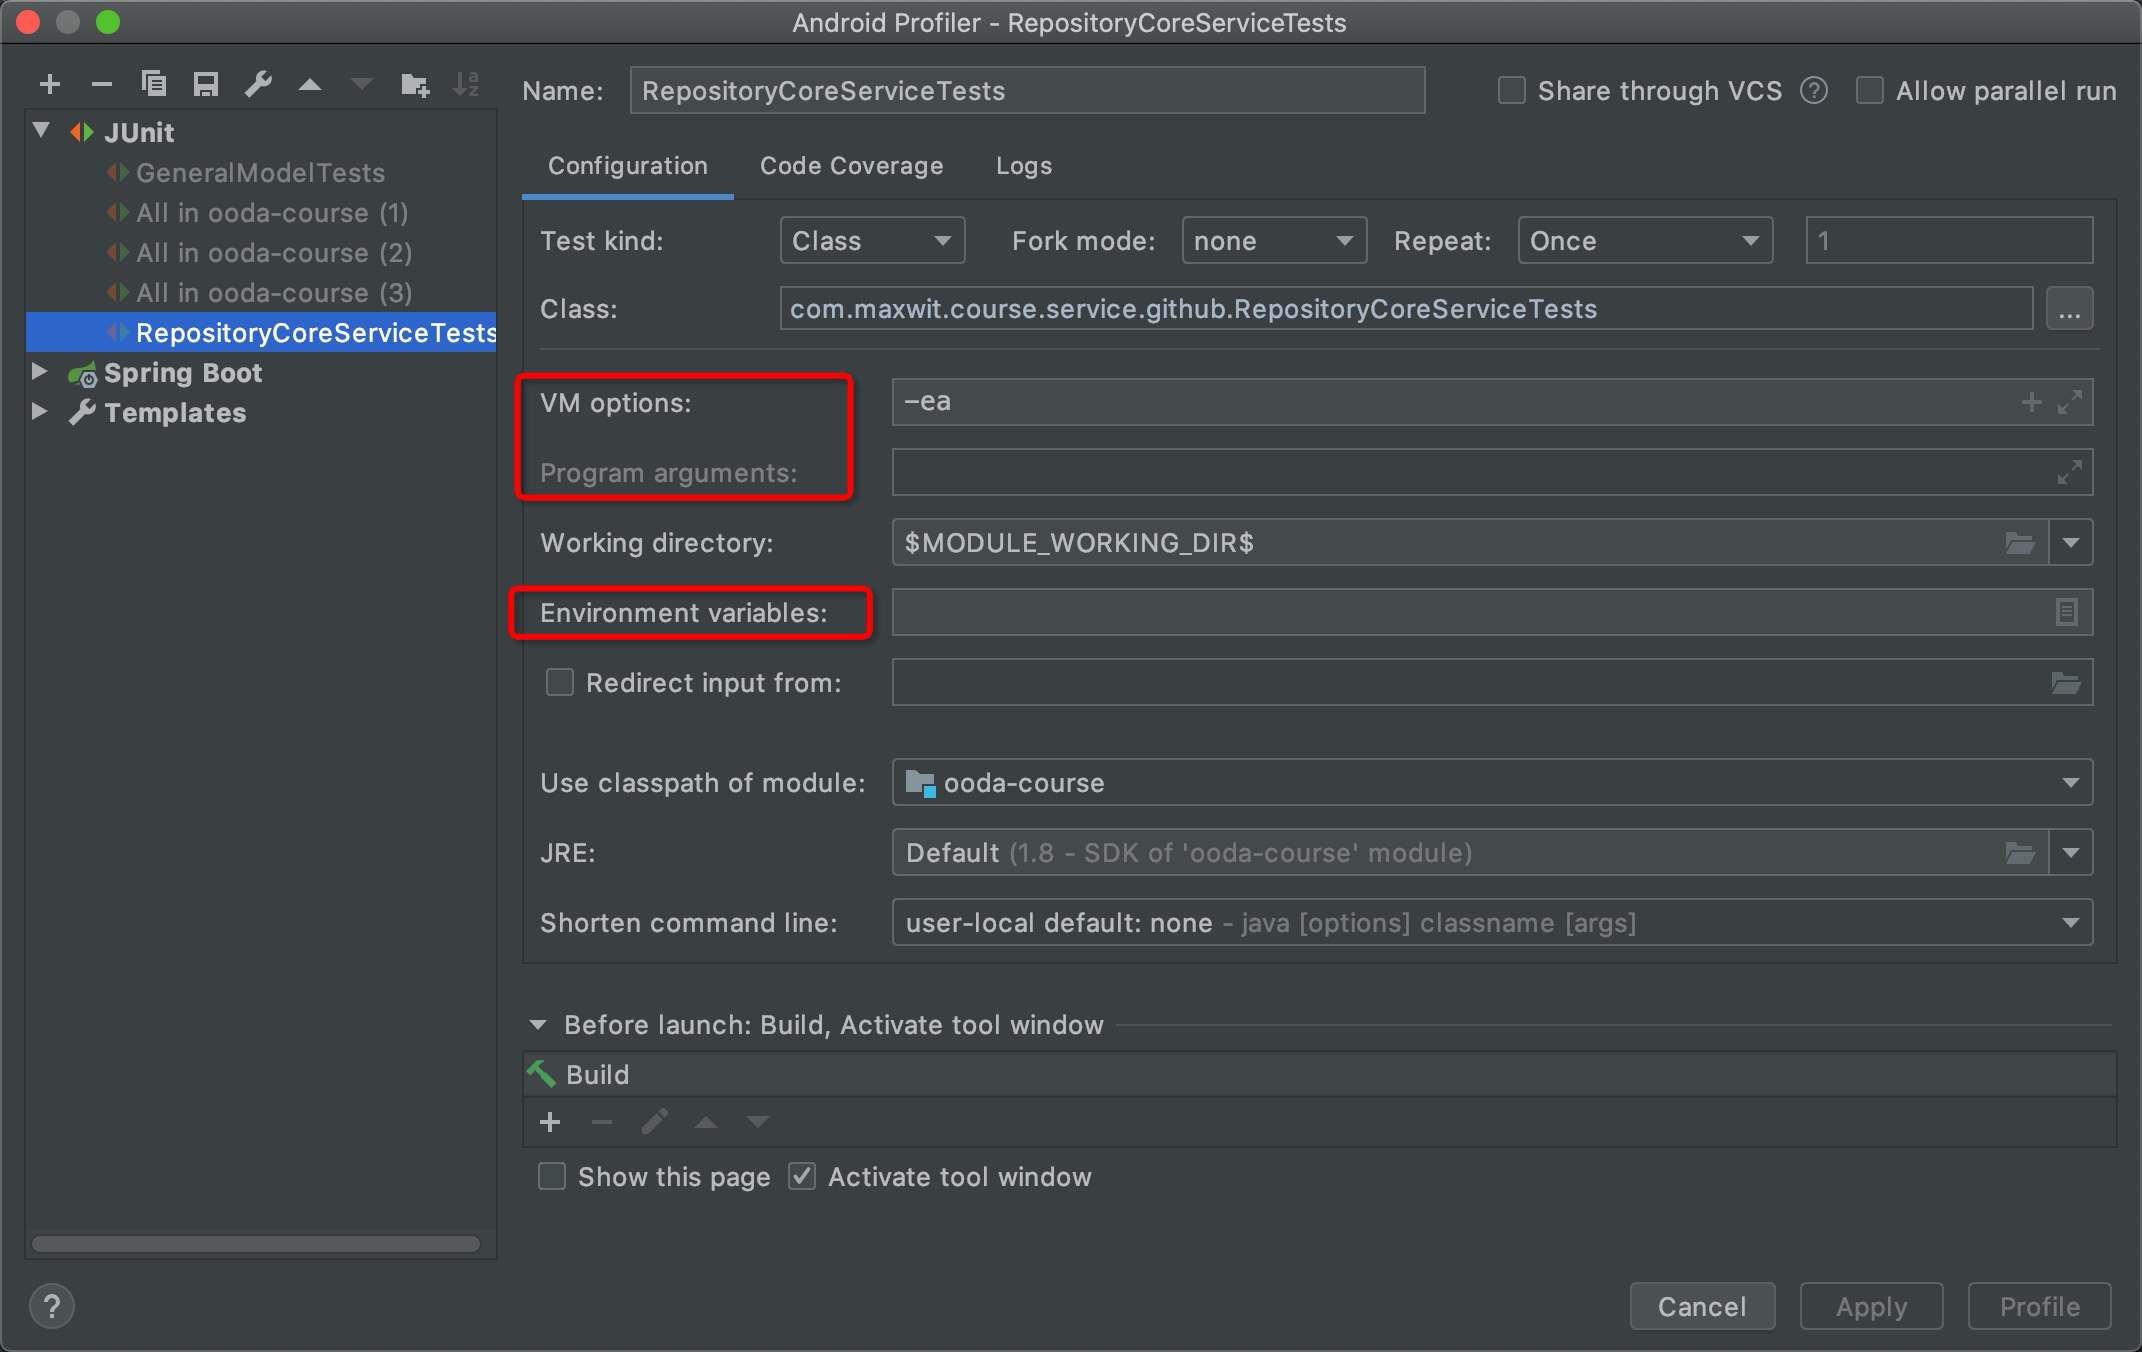 Android Profiler - RepositoryCoreServiceTests
Name: RepositoryCoreServiceTests Share through VCS ? Allow parallel run
JUnit
GeneralModelTests
All in ooda-course (1)
All in ooda-course (2)
All in ooda-course (3)
RepositoryCoreServiceTests
Spring Boot
Templates
Configuration Code Coverage Logs
Test kind: Class Fork mode: none Repeat: Once 1
Class: com.maxwit.course.service.github.RepositoryCoreServiceTests ...
VM options: -ea
Program arguments:
Working directory: $MODULE_WORKING_DIR$
Environment variables:
Redirect input from:
Use classpath of module: ooda-course
JRE: Default (1.8 - SDK of 'ooda-course' module)
Shorten command line: user-local default: none - java [options] classname [args]
Before launch: Build, Activate tool window
Build
Show this page Activate tool window
? Cancel Apply Profile